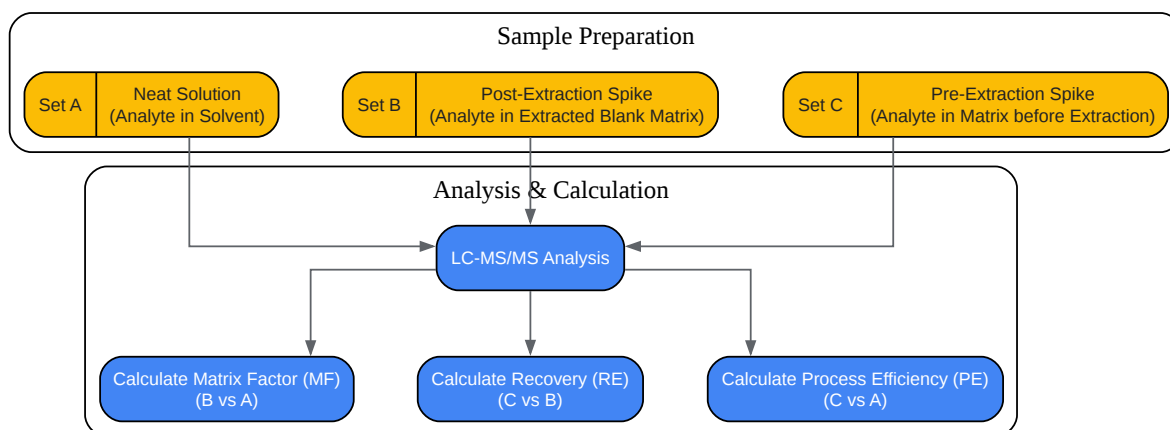 Sample Preparation
Set A
Neat Solution
(Analyte in Solvent)
Set B
Post-Extraction Spike
(Analyte in Extracted Blank Matrix)
Set C
Pre-Extraction Spike
(Analyte in Matrix before Extraction)
Analysis & Calculation
LC-MS/MS Analysis
Calculate Matrix Factor (MF)
(B vs A)
Calculate Recovery (RE)
(C vs B)
Calculate Process Efficiency (PE)
(C vs A)